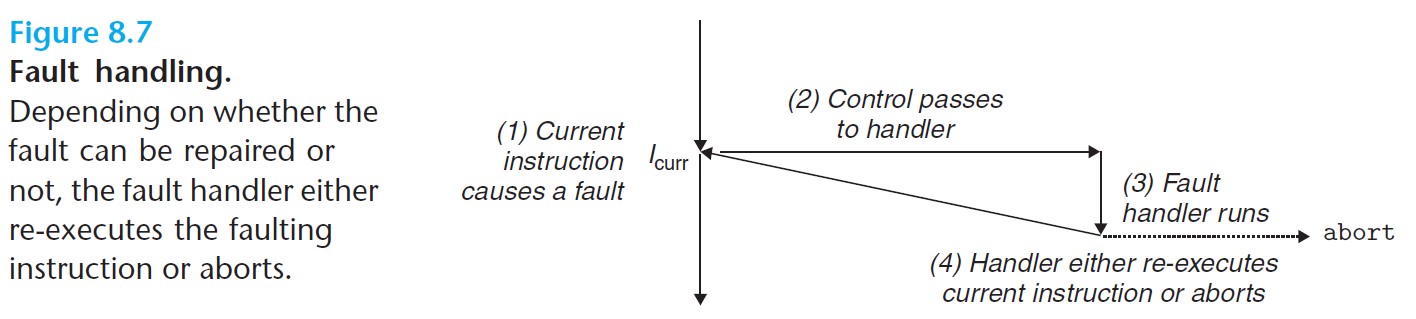 Figure 8.7
Fault handling.
Depending on whether the
fault can be repaired or
not, the fault handler either
re-executes the faulting
instruction or aborts.
(1) Current
instruction
causes a fault
Icurr
(2) Control passes
to handler
(3) Fault
handler runs
abort
(4) Handler either re-executes
current instruction or aborts